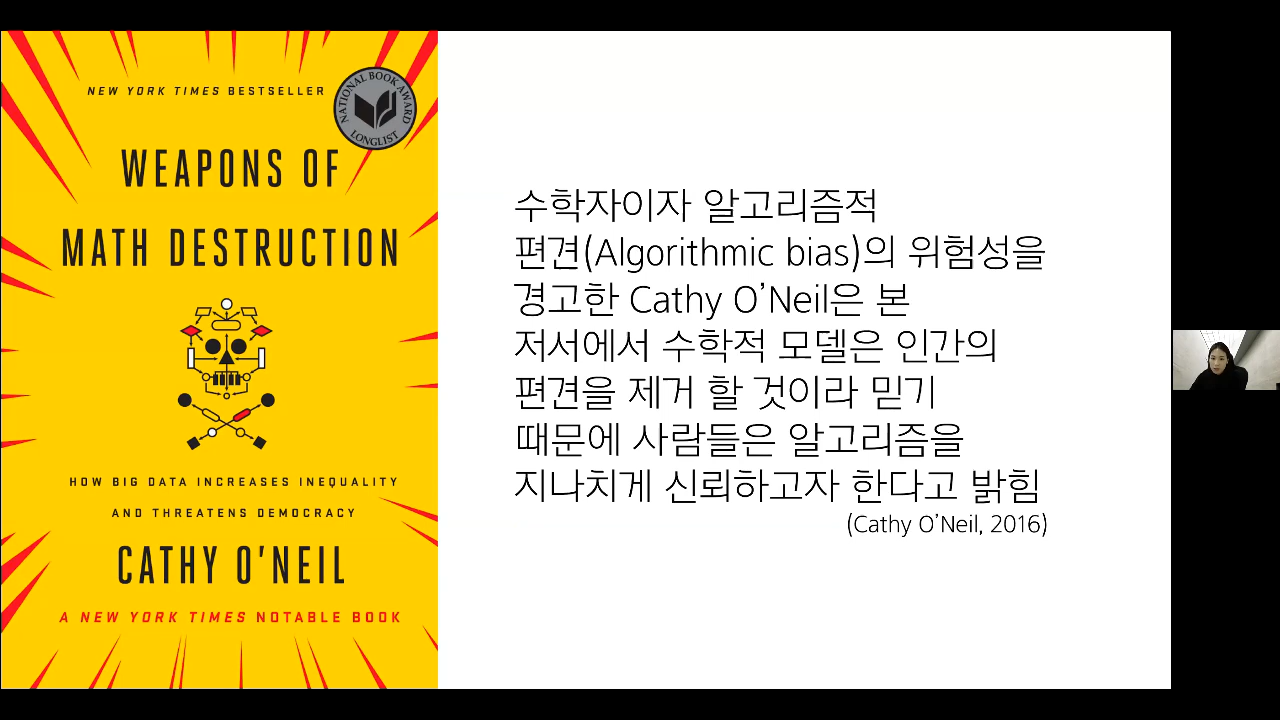 NEW YORK TIMES BESTSELLER
NATIONAL BOOK AWARD
LONGLIST
WEAPONS OF
MATH DESTRUCTION
HOW BIG DATA INCREASES INEQUALITY
AND THREATENS DEMOCRACY
CATHY O'NEIL
A NEW YORK TIMES NOTABLE BOOK
수학자이자 알고리즘적
편견(Algorithmic bias)의 위험성을
경고한 Cathy O'Neil은 본
저서에서 수학적 모델은 인간의
편견을 제거 할 것이라 믿기
때문에 사람들은 알고리즘을
지나치게 신뢰하고자 한다고 밝힘
(Cathy O'Neil, 2016)